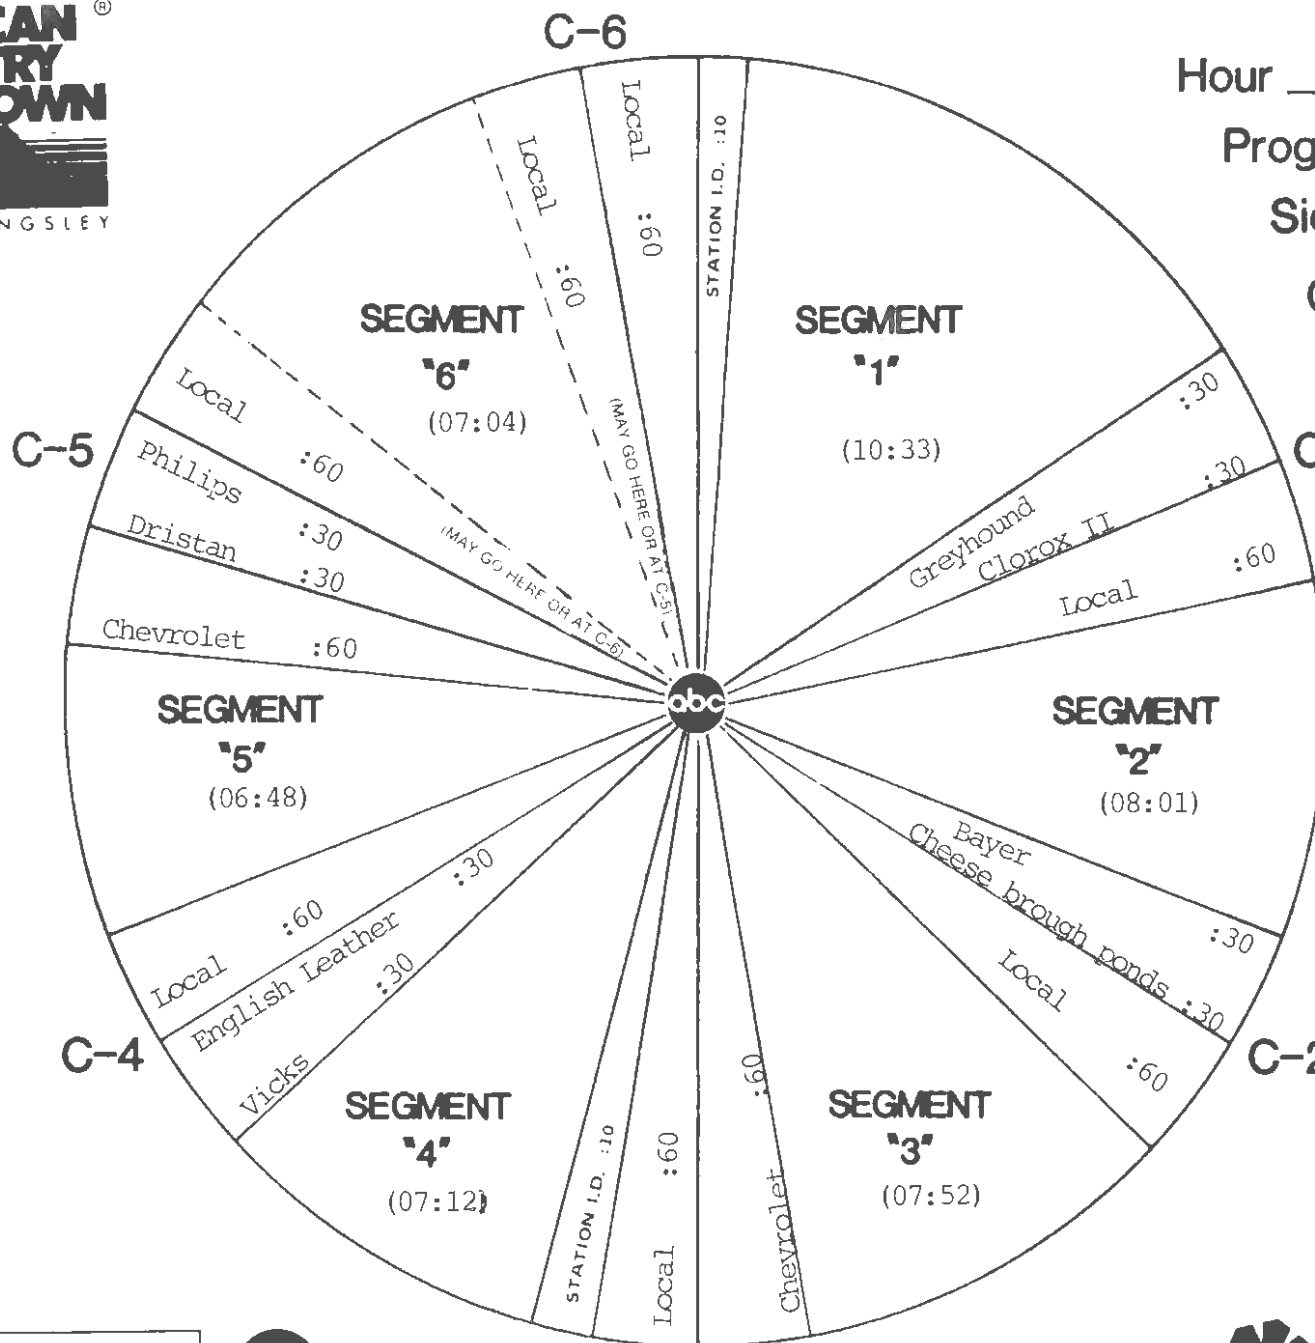 ®
TRY
C-6
Hour
NGSLEY
STATION I.D. :10
SEGMENT
"1"
(10:33)
Greyhound :30
Clorox II :30
Local :60
SEGMENT
"2"
(08:01)
Bayer :30
Cheese brough ponds :30
Local :60
C-2
SEGMENT
"3"
(07:52)
Chevrolet :60
Local :60
STATION I.D. :10
SEGMENT
"4"
(07:12)
Vicks :30
English Leather :30
Local :60
C-4
SEGMENT
"5"
(06:48)
Chevrolet :60
Dristan :30
Philips :30
C-5
Local :60
(MAY GO HERE OR AT C-6)
SEGMENT
"6"
(07:04)
Local :60
(MAY GO HERE OR AT C-5)
Local :60
abc